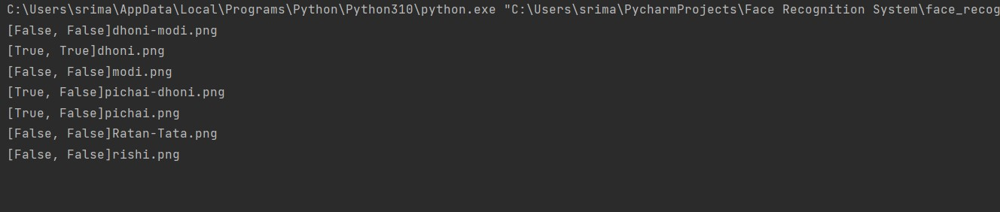 C:\Users\srima\AppData\Local\Programs\Python\Python310\python.exe "C:\Users\srima\PycharmProjects\Face Recognition System\face_recog
[False, False]dhoni-modi.png
[True, True]dhoni.png
[False, False]modi.png
[True, False]pichai-dhoni.png
[True, False]pichai.png
[False, False]Ratan-Tata.png
[False, False]rishi.png